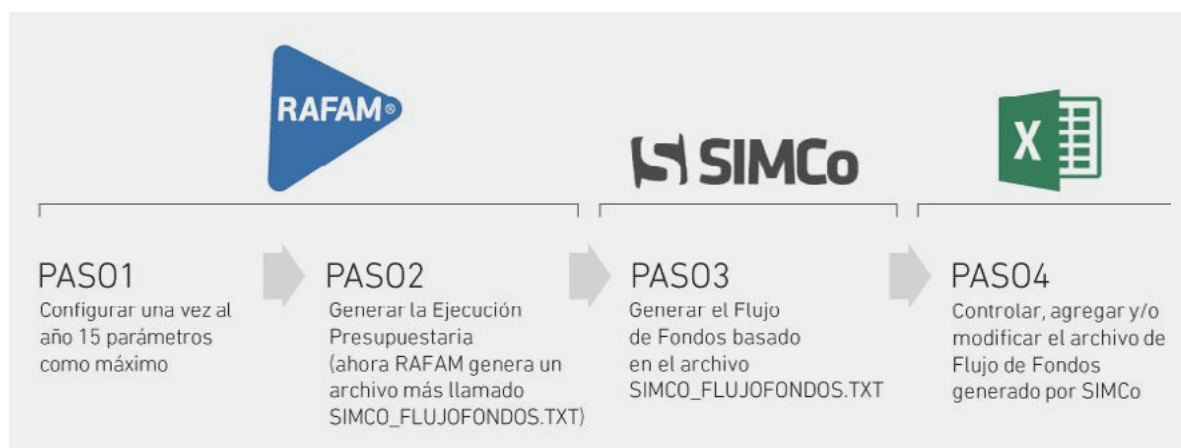 RAFAM®
SIMCo
X
PASO1
Configurar una vez al
año 15 parámetros
como máximo
PASO2
Generar la Ejecución
Presupuestaria
(ahora RAFAM genera un
archivo más llamado
SIMCO_FLUJOFONDOS.TXT)
PASO3
Generar el Flujo
de Fondos basado
en el archivo
SIMCO_FLUJOFONDOS.TXT
PASO4
Controlar, agregar y/o
modificar el archivo de
Flujo de Fondos
generado por SIMCo